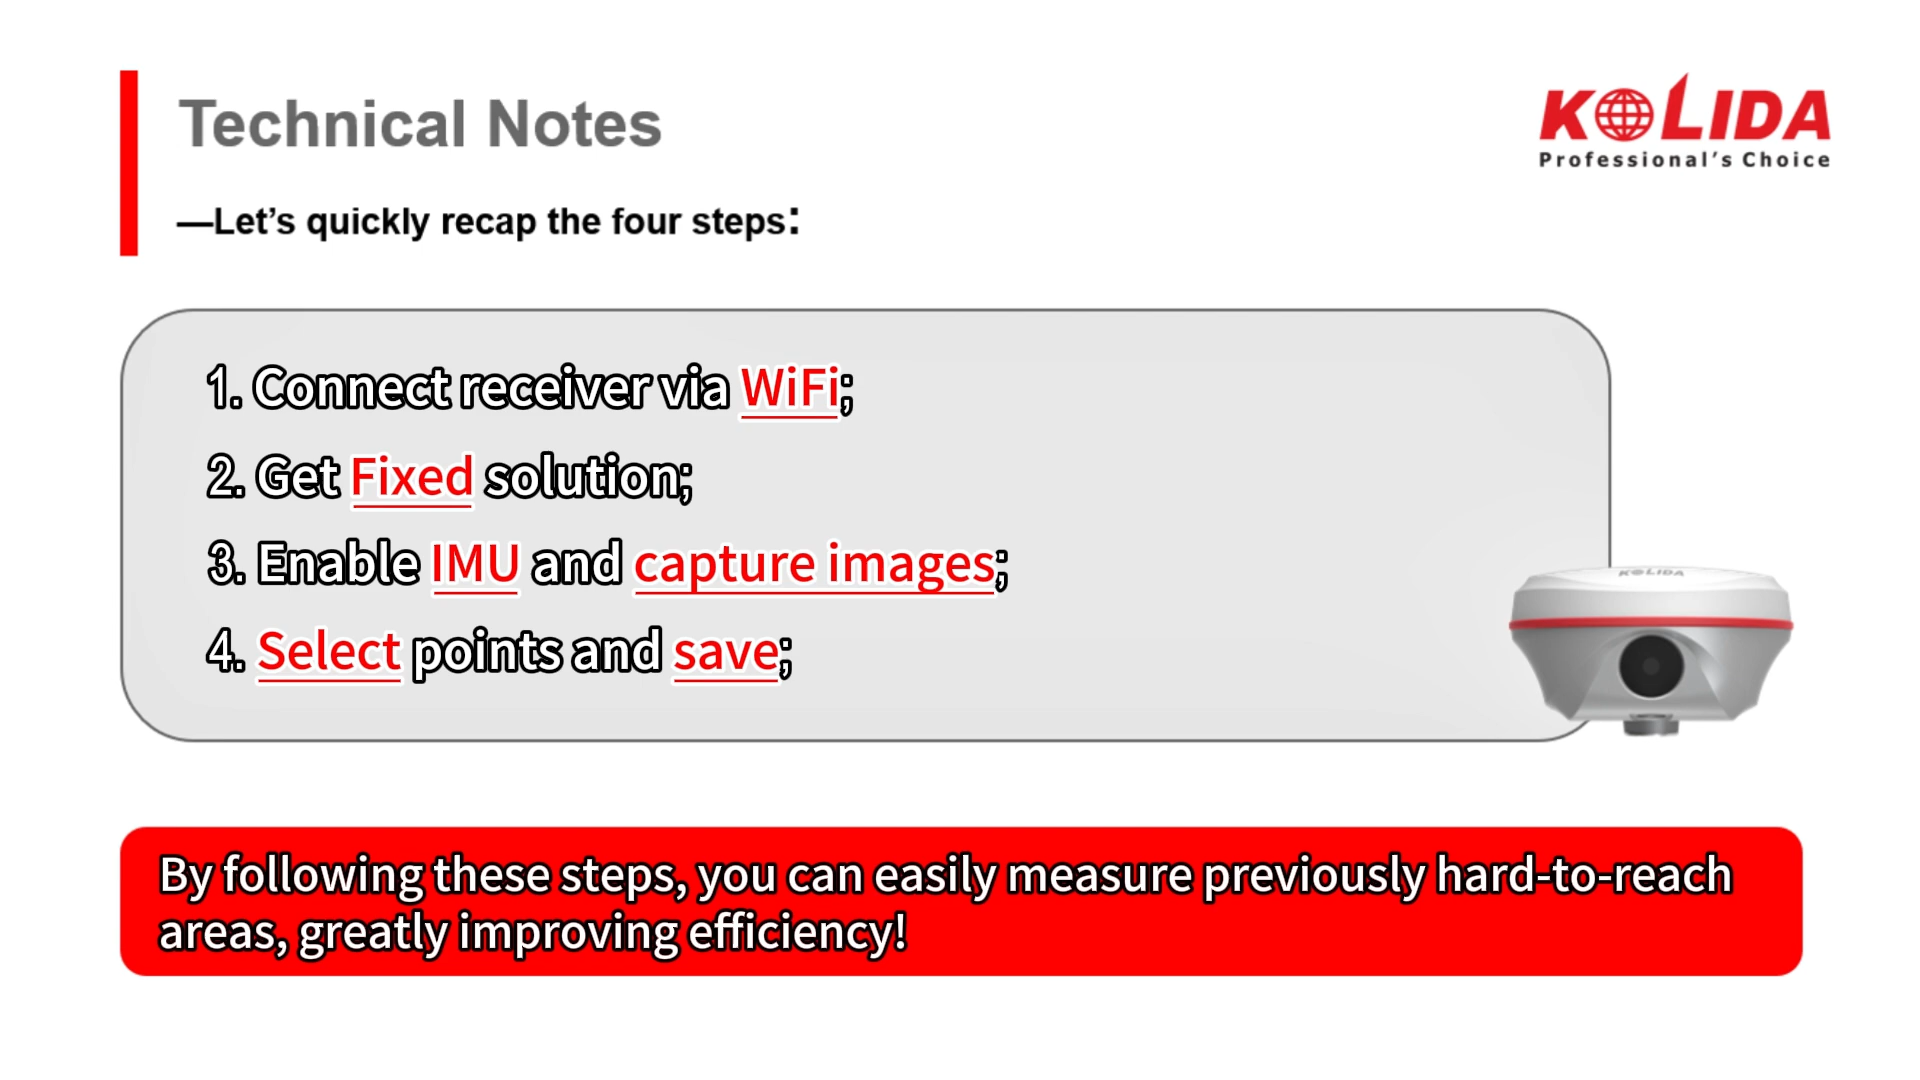 Technical Notes
KOLIDA
Professional's Choice
—Let's quickly recap the four steps:
1. Connect receiver via WiFi;
2. Get Fixed solution;
3. Enable IMU and capture images;
4. Select points and save;
KOLIDA
By following these steps, you can easily measure previously hard-to-reach
areas, greatly improving efficiency!